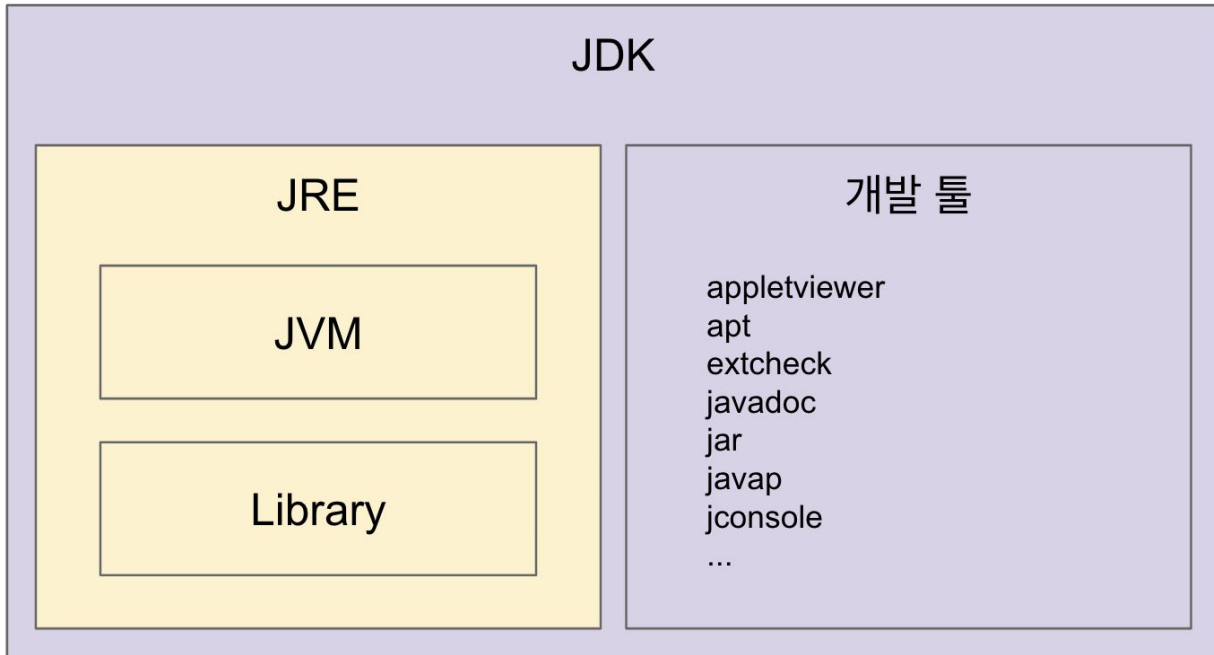 JDK
JRE
JVM
Library
개발 툴
appletviewer
apt
extcheck
javadoc
jar
javap
jconsole
...